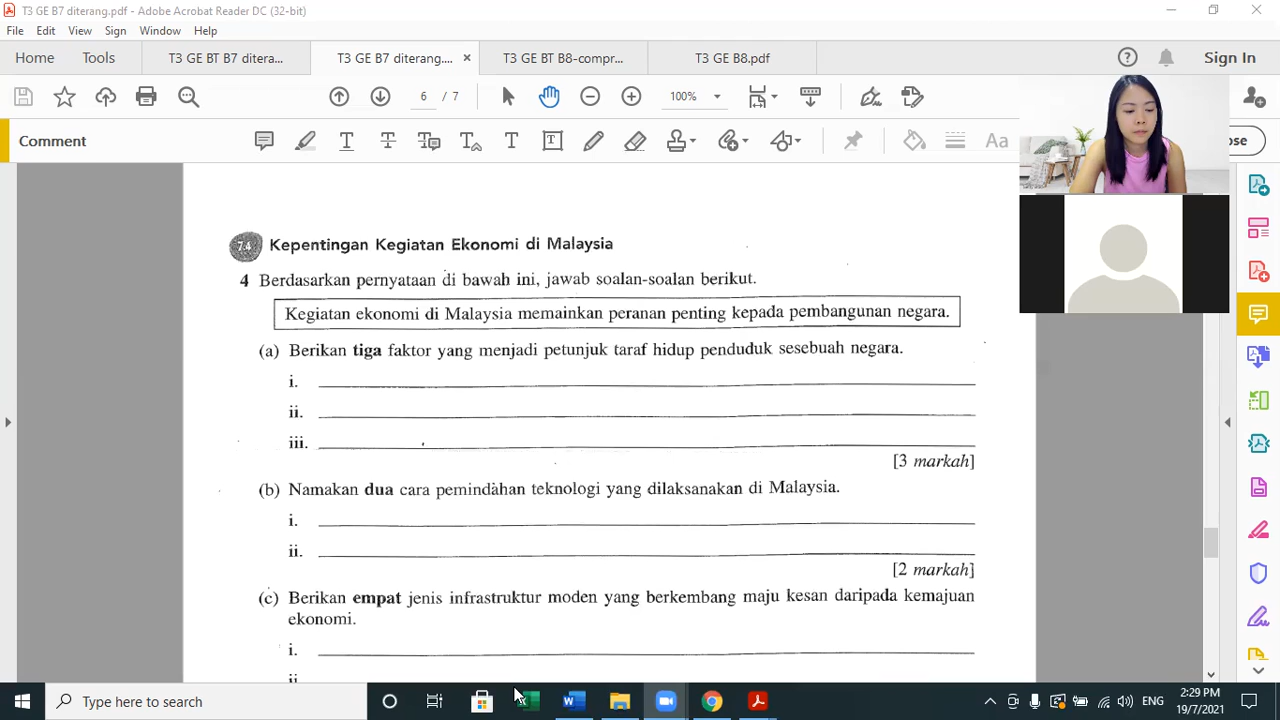 T3 GE B7 diterang.pdf - Adobe Acrobat Reader DC (32-bit)
File Edit View Sign Window Help
Home Tools T3 GE BT B7 ditera... T3 GE B7 diterang.... × T3 GE BT B8-compr... T3 GE B8.pdf Sign In
6 / 7 100%
Comment
7.4 Kepentingan Kegiatan Ekonomi di Malaysia
4 Berdasarkan pernyataan di bawah ini, jawab soalan-soalan berikut.
Kegiatan ekonomi di Malaysia memainkan peranan penting kepada pembangunan negara.
(a) Berikan tiga faktor yang menjadi petunjuk taraf hidup penduduk sesebuah negara.
i.
ii.
iii.
[3 markah]
(b) Namakan dua cara pemindahan teknologi yang dilaksanakan di Malaysia.
i.
ii.
[2 markah]
(c) Berikan empat jenis infrastruktur moden yang berkembang maju kesan daripada kemajuan
ekonomi.
i.
ii
Type here to search
ENG
2:29 PM
19/7/2021